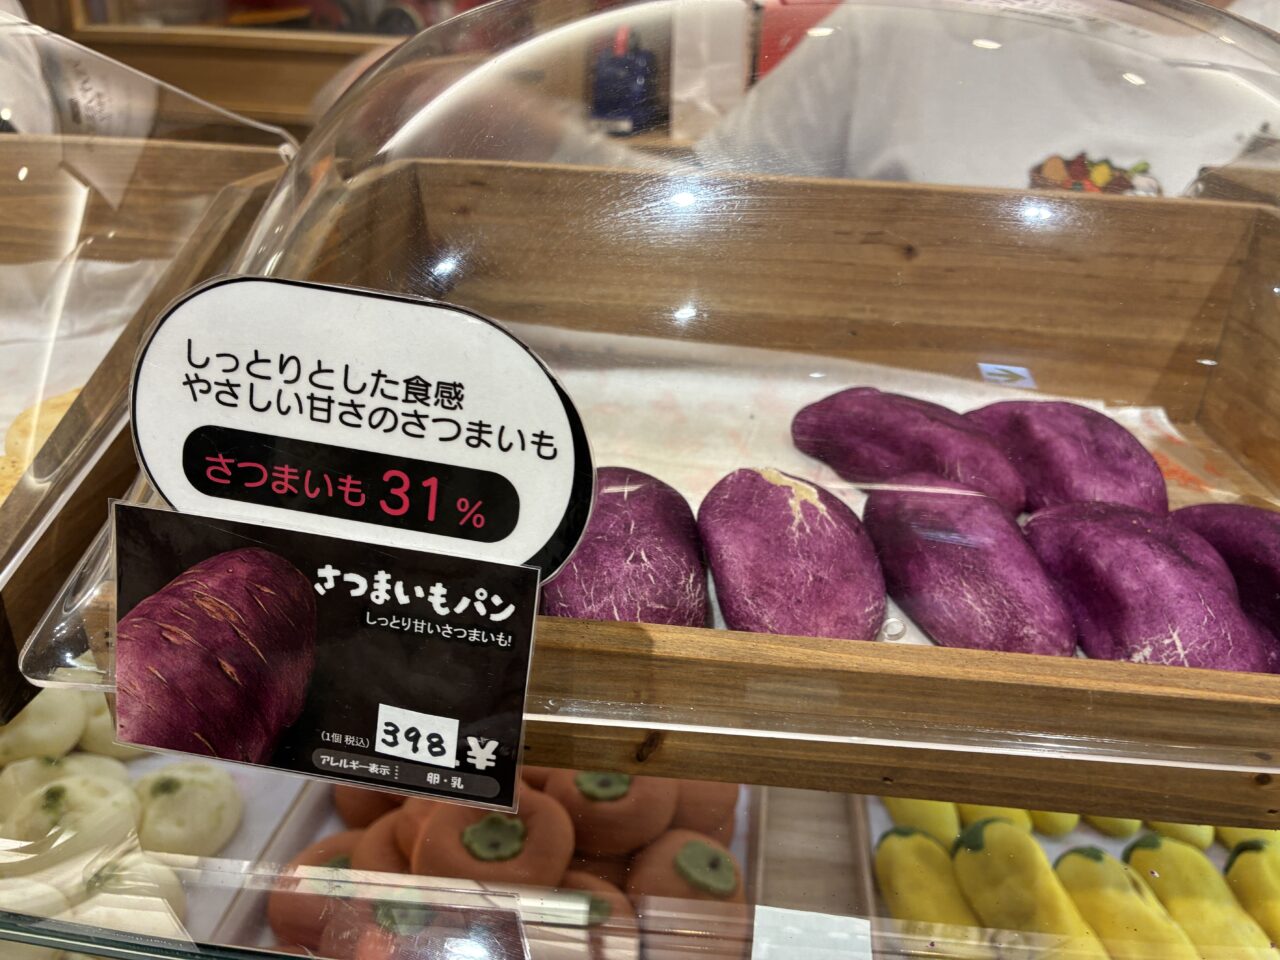 しっとりとした食感
やさしい甘さのさつまいも
さつまいも 31%
さつまいもパン
しっとり甘いさつまいも!
(1個 税込) 398 ¥
アレルギー表示 : 卵・乳